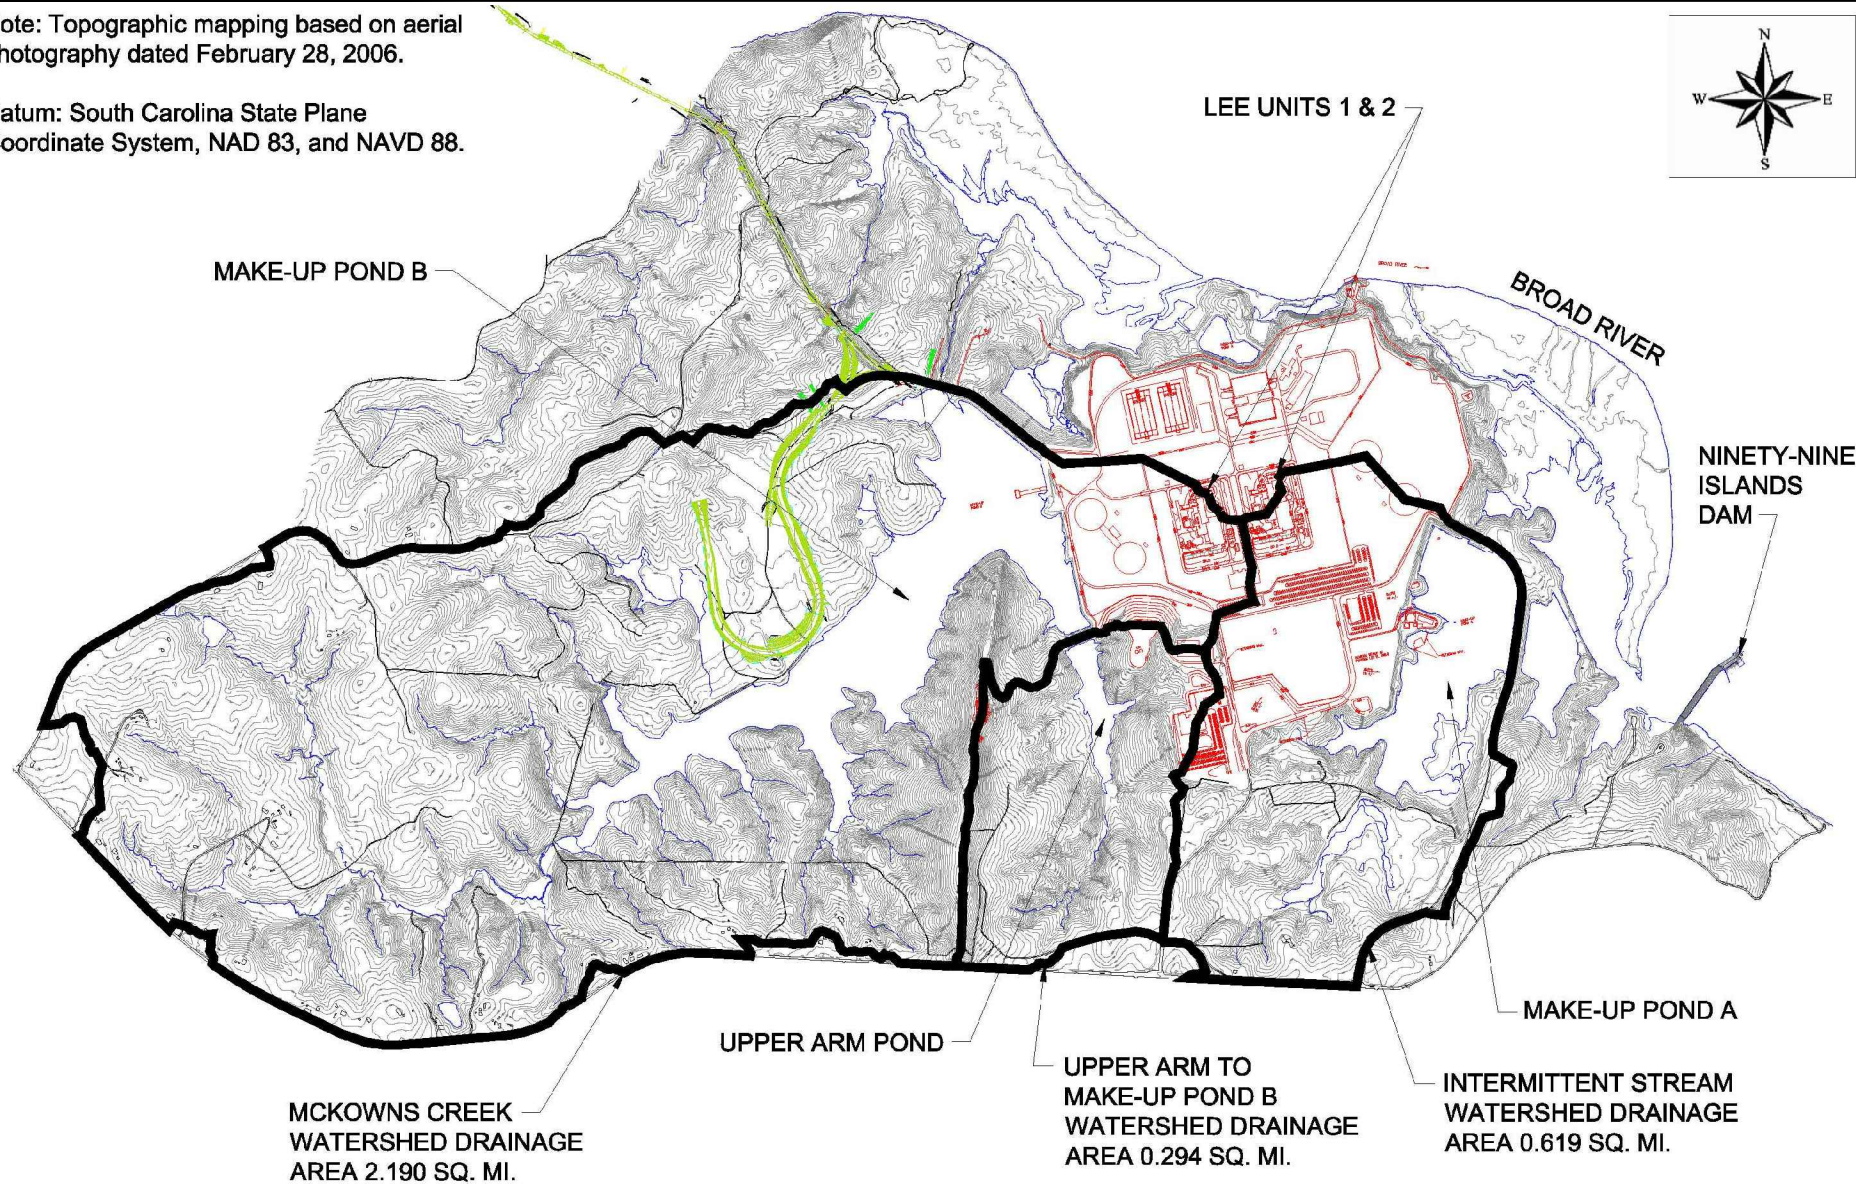 ote: Topographic mapping based on aerial
hotography dated February 28, 2006.
atum: South Carolina State Plane
oordinate System, NAD 83, and NAVD 88.
N
W
E
S
LEE UNITS 1 & 2
MAKE-UP POND B
BROAD RIVER
BROAD RIVER
NINETY-NINE
ISLANDS
DAM
MAKE-UP POND A
UPPER ARM POND
UPPER ARM TO
MAKE-UP POND B
WATERSHED DRAINAGE
AREA 0.294 SQ. MI.
INTERMITTENT STREAM
WATERSHED DRAINAGE
AREA 0.619 SQ. MI.
MCKOWNS CREEK
WATERSHED DRAINAGE
AREA 2.190 SQ. MI.